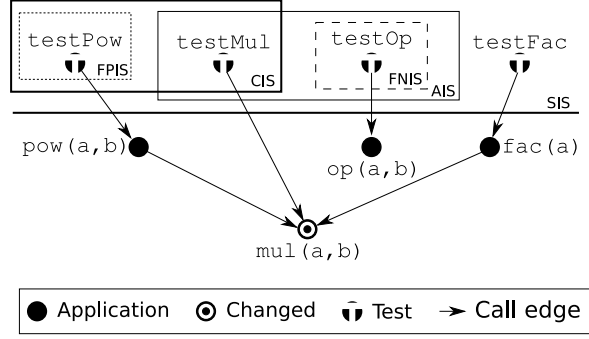 testPow testMul testOp testFac
FPIS CIS FNIS AIS
SIS
pow(a,b) op(a,b) fac(a)
mul(a,b)
Application Changed Test Call edge